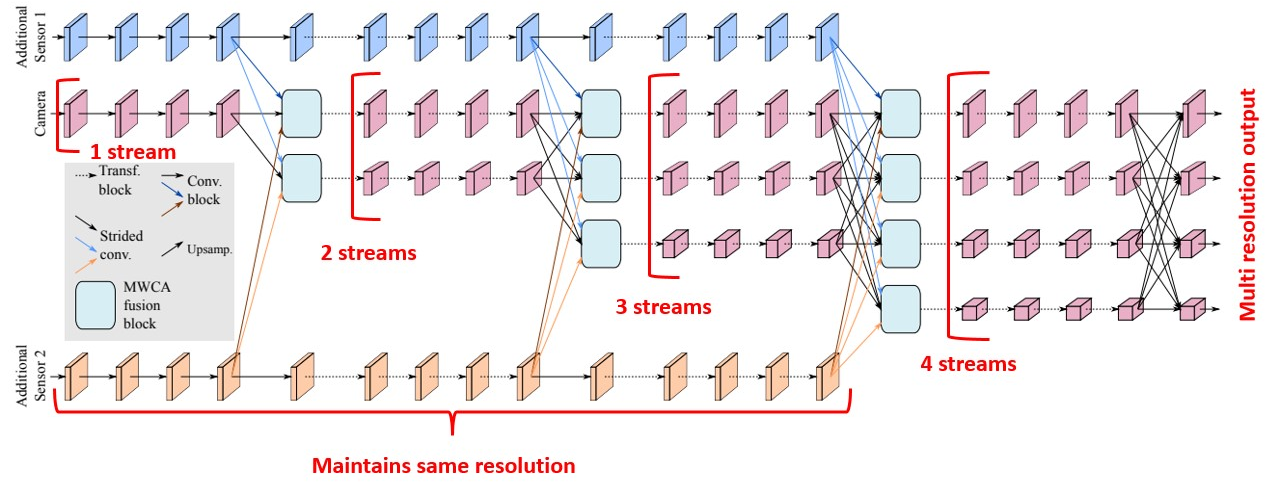 Additional
Sensor 1
Camera
1 stream
Transf.
block
Conv.
block
Strided
conv.
Upsamp.
MWCA
fusion
block
2 streams
3 streams
4 streams
Multi resolution output
Additional
Sensor 2
Maintains same resolution